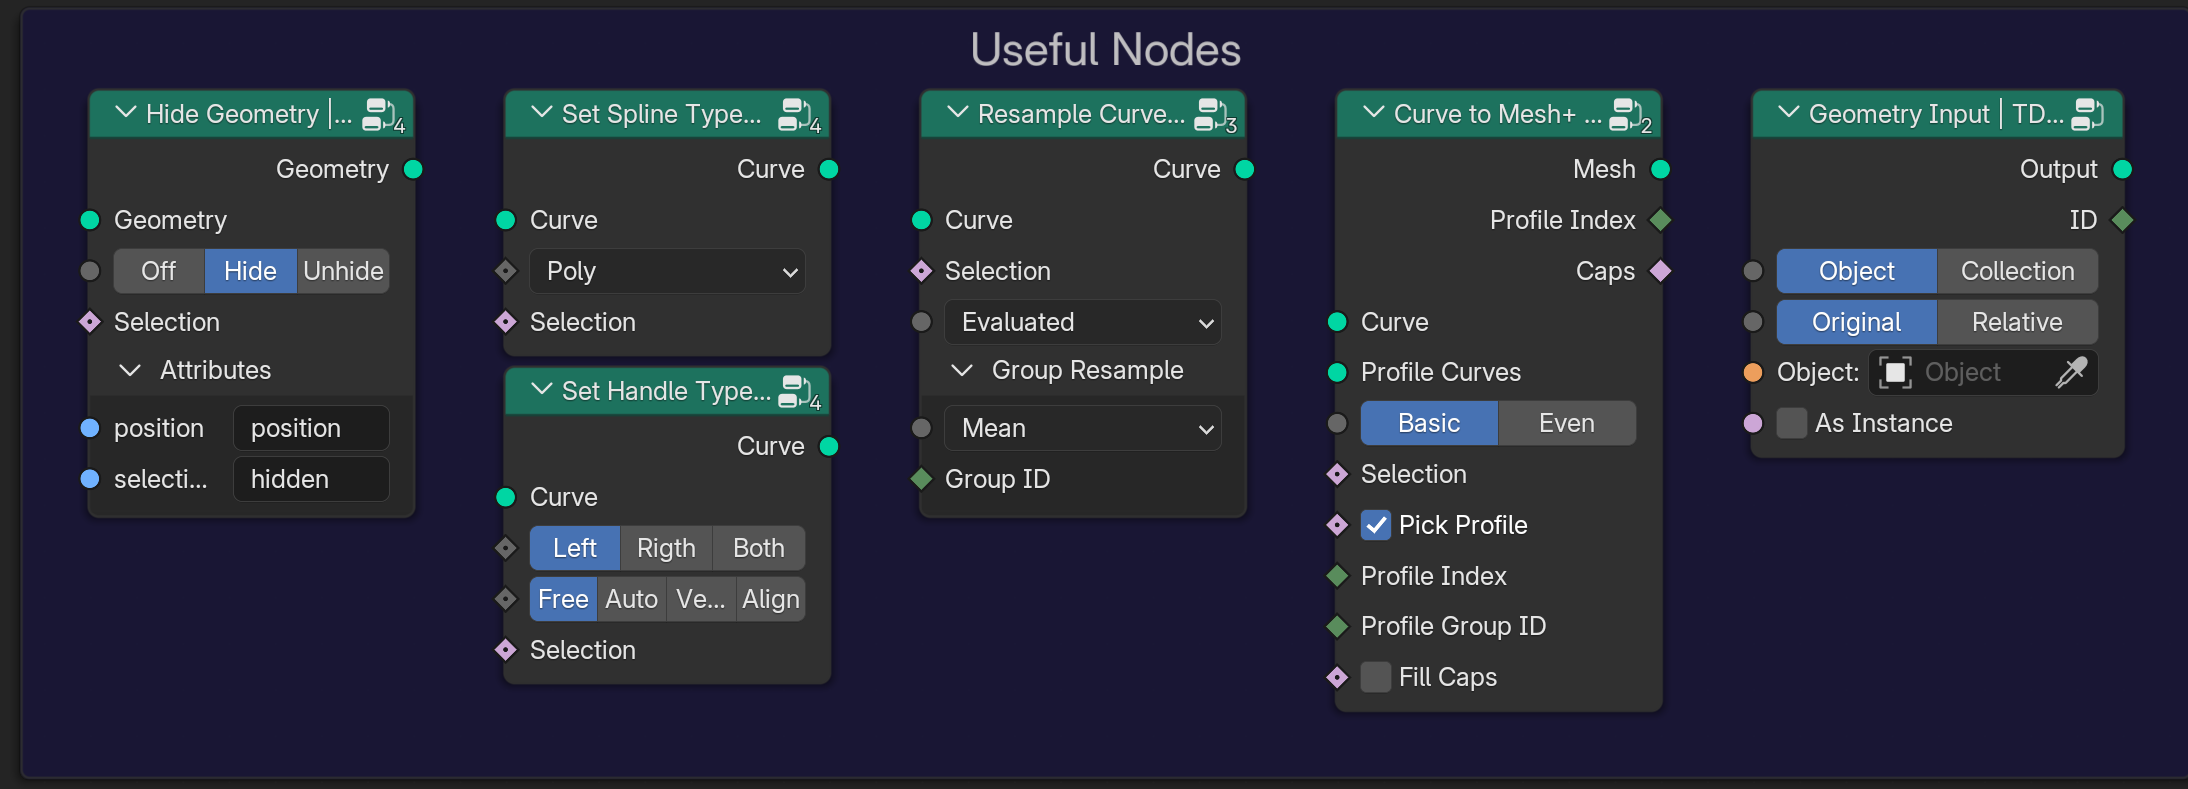 Useful Nodes
Hide Geometry |... 4
Geometry
Geometry
Off Hide Unhide
Selection
Attributes
position position
selecti... hidden
Set Spline Type... 4
Curve
Curve
Poly
Selection
Set Handle Type... 4
Curve
Curve
Left Rigth Both
Free Auto Ve... Align
Selection
Resample Curve... 3
Curve
Curve
Selection
Evaluated
Group Resample
Mean
Group ID
Curve to Mesh+ ... 2
Mesh
Profile Index
Caps
Curve
Profile Curves
Basic Even
Selection
Pick Profile
Profile Index
Profile Group ID
Fill Caps
Geometry Input | TD...
Output
ID
Object Collection
Original Relative
Object: Object
As Instance